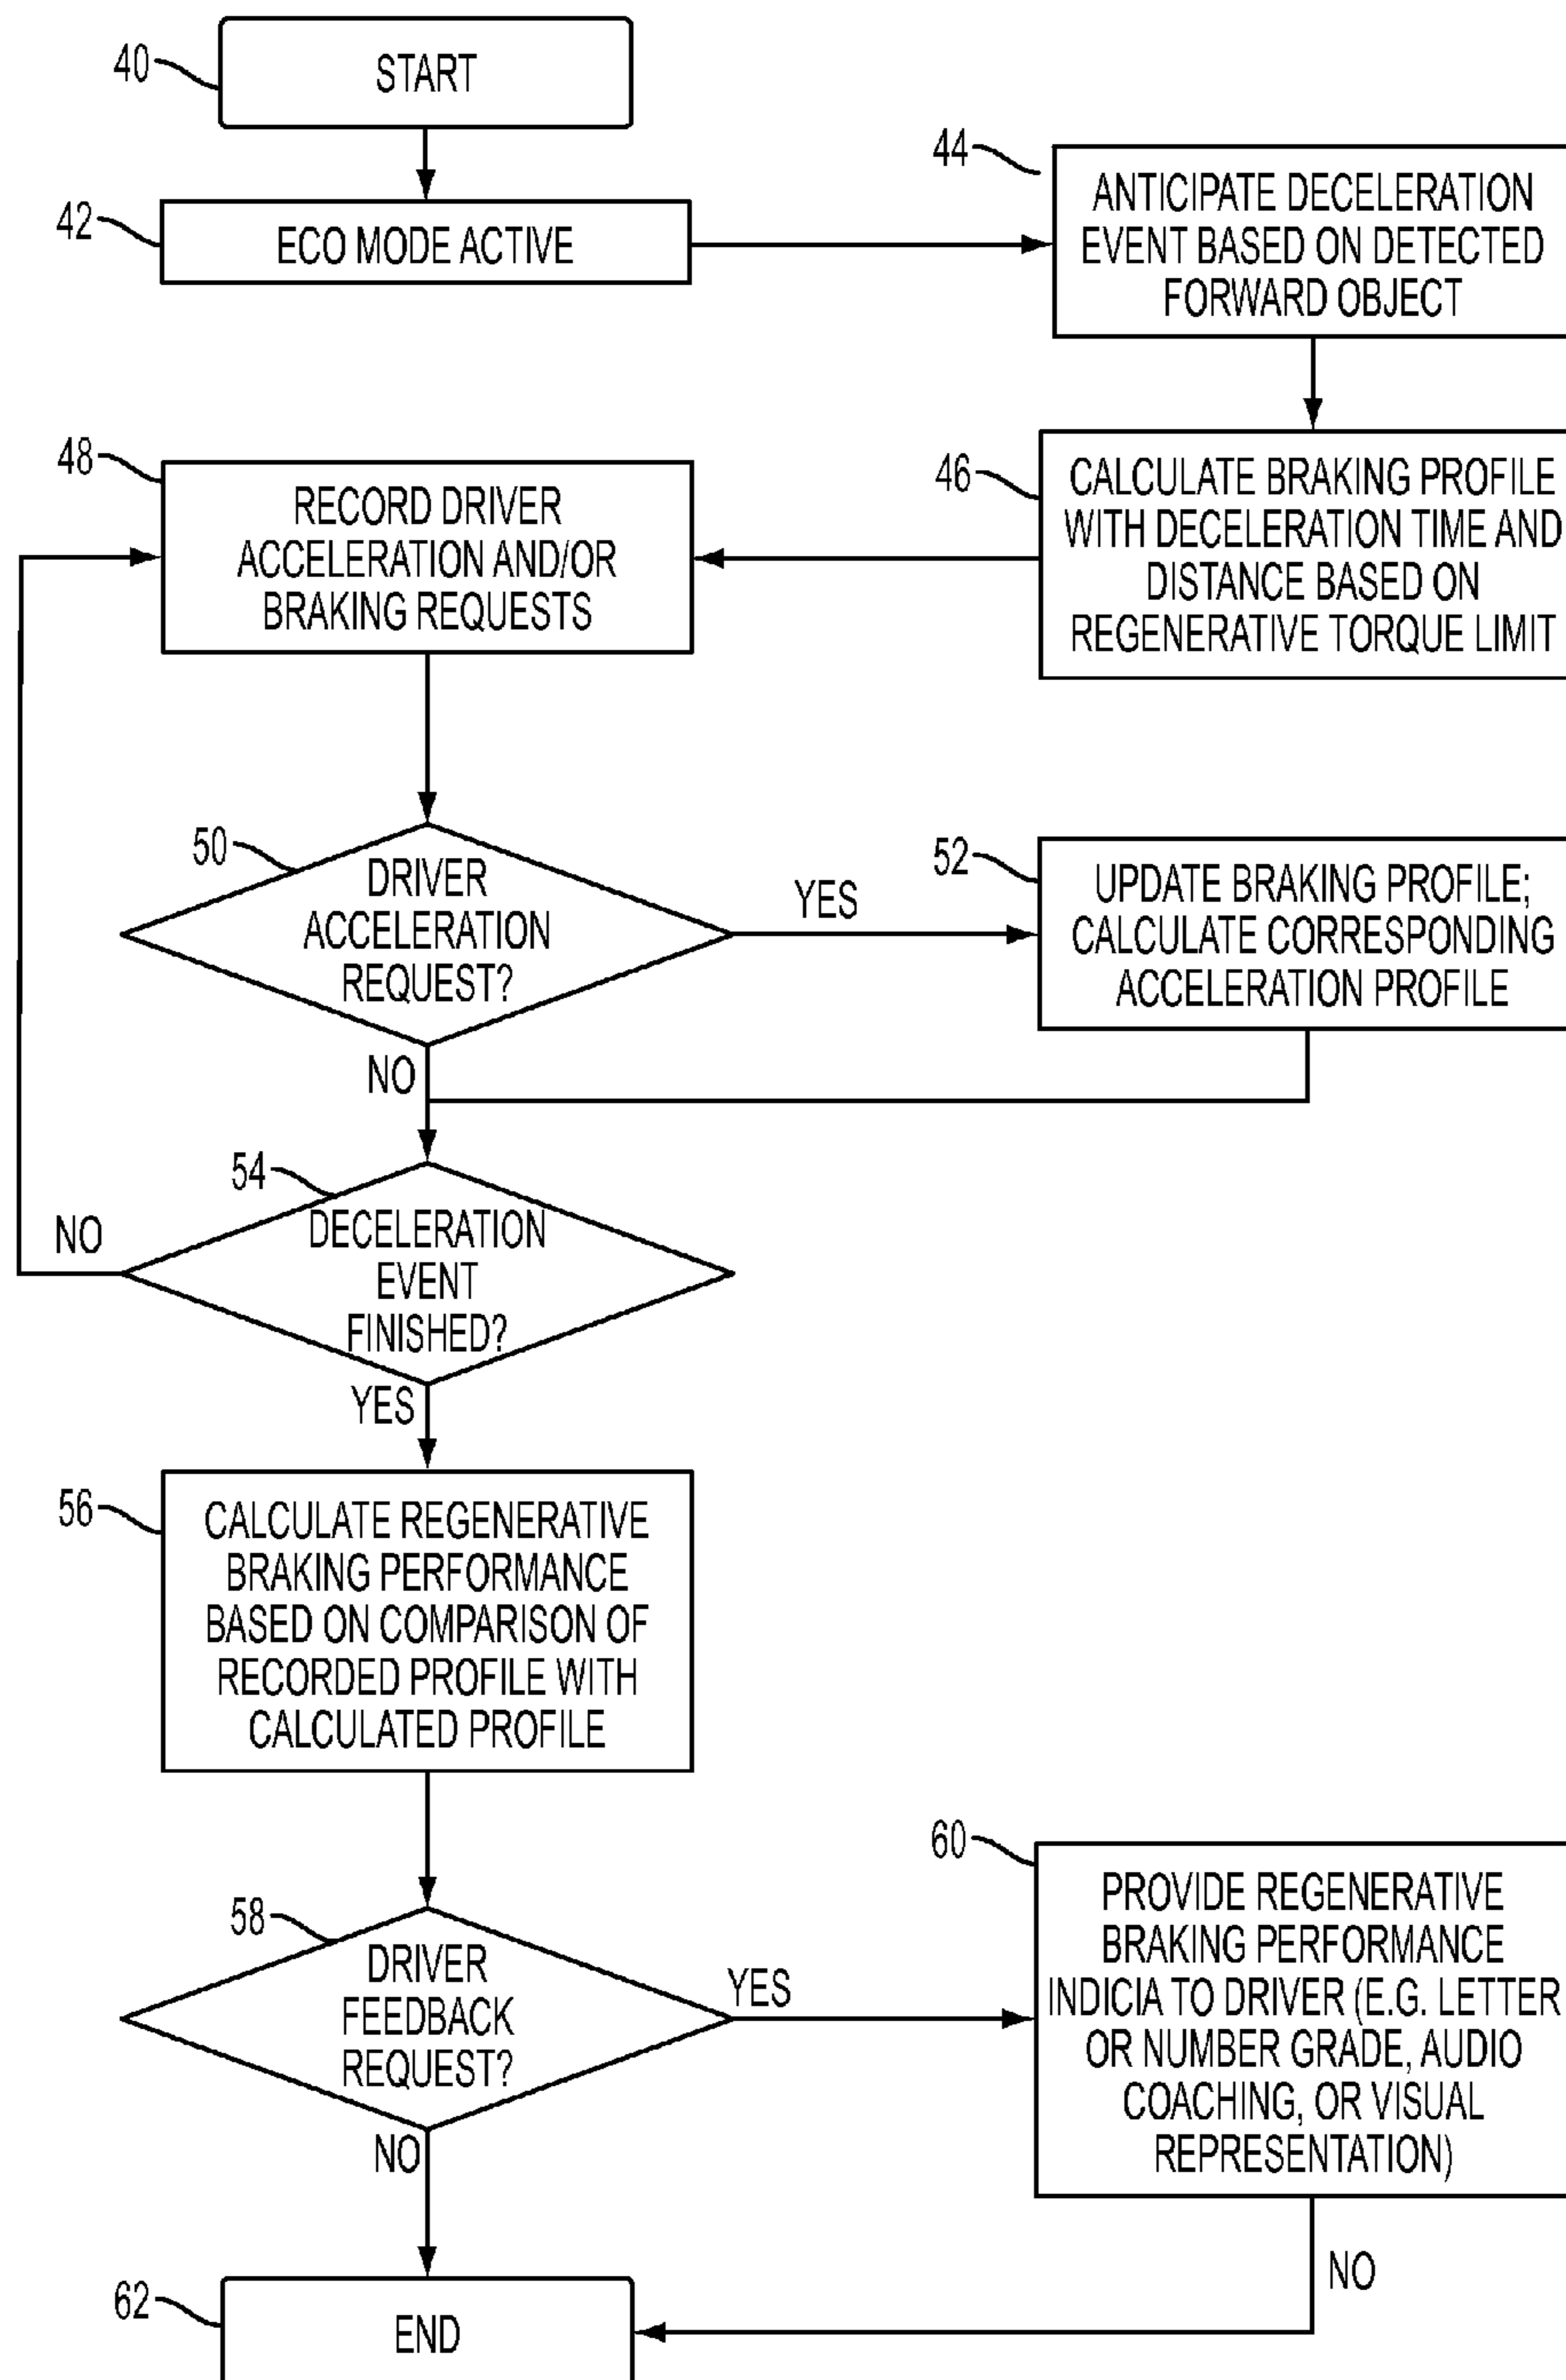 40
START
42
ECO MODE ACTIVE
44
ANTICIPATE DECELERATION
EVENT BASED ON DETECTED
FORWARD OBJECT
46
CALCULATE BRAKING PROFILE
WITH DECELERATION TIME AND
DISTANCE BASED ON
REGENERATIVE TORQUE LIMIT
48
RECORD DRIVER
ACCELERATION AND/OR
BRAKING REQUESTS
50
DRIVER
ACCELERATION
REQUEST?
YES
NO
52
UPDATE BRAKING PROFILE;
CALCULATE CORRESPONDING
ACCELERATION PROFILE
54
DECELERATION
EVENT
FINISHED?
NO
YES
56
CALCULATE REGENERATIVE
BRAKING PERFORMANCE
BASED ON COMPARISON OF
RECORDED PROFILE WITH
CALCULATED PROFILE
58
DRIVER
FEEDBACK
REQUEST?
YES
NO
60
PROVIDE REGENERATIVE
BRAKING PERFORMANCE
INDICIA TO DRIVER (E.G. LETTER
OR NUMBER GRADE, AUDIO
COACHING, OR VISUAL
REPRESENTATION)
NO
62
END